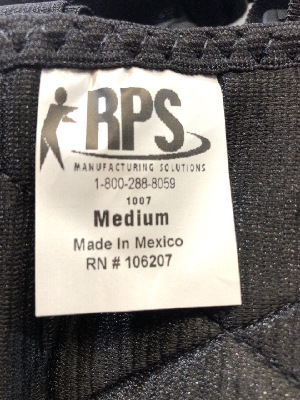 RPS
MANUFACTURING SOLUTIONS
1-800-288-8059
1007
Medium
Made In Mexico
RN # 106207